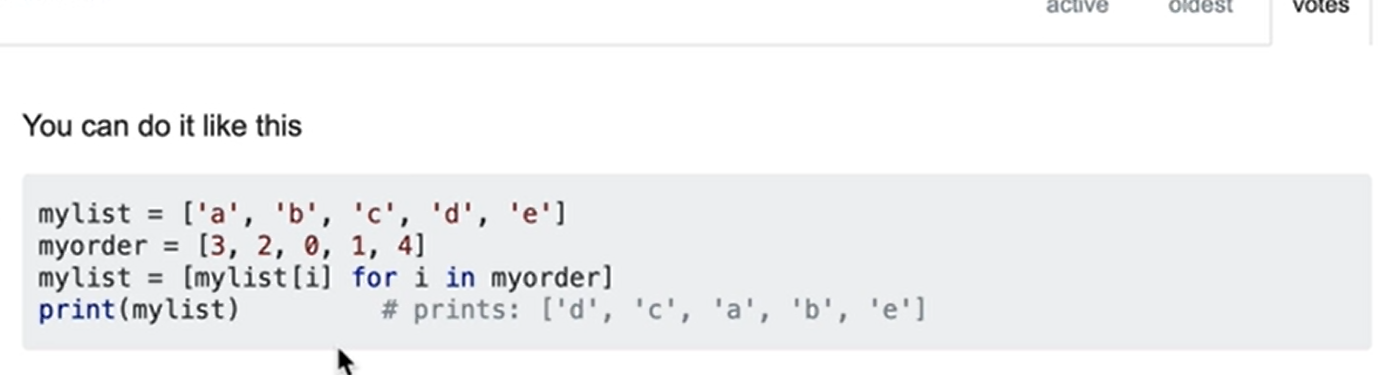 active oldest votes
You can do it like this
mylist = ['a', 'b', 'c', 'd', 'e']
myorder = [3, 2, 0, 1, 4]
mylist = [mylist[i] for i in myorder]
print(mylist)         # prints: ['d', 'c', 'a', 'b', 'e']